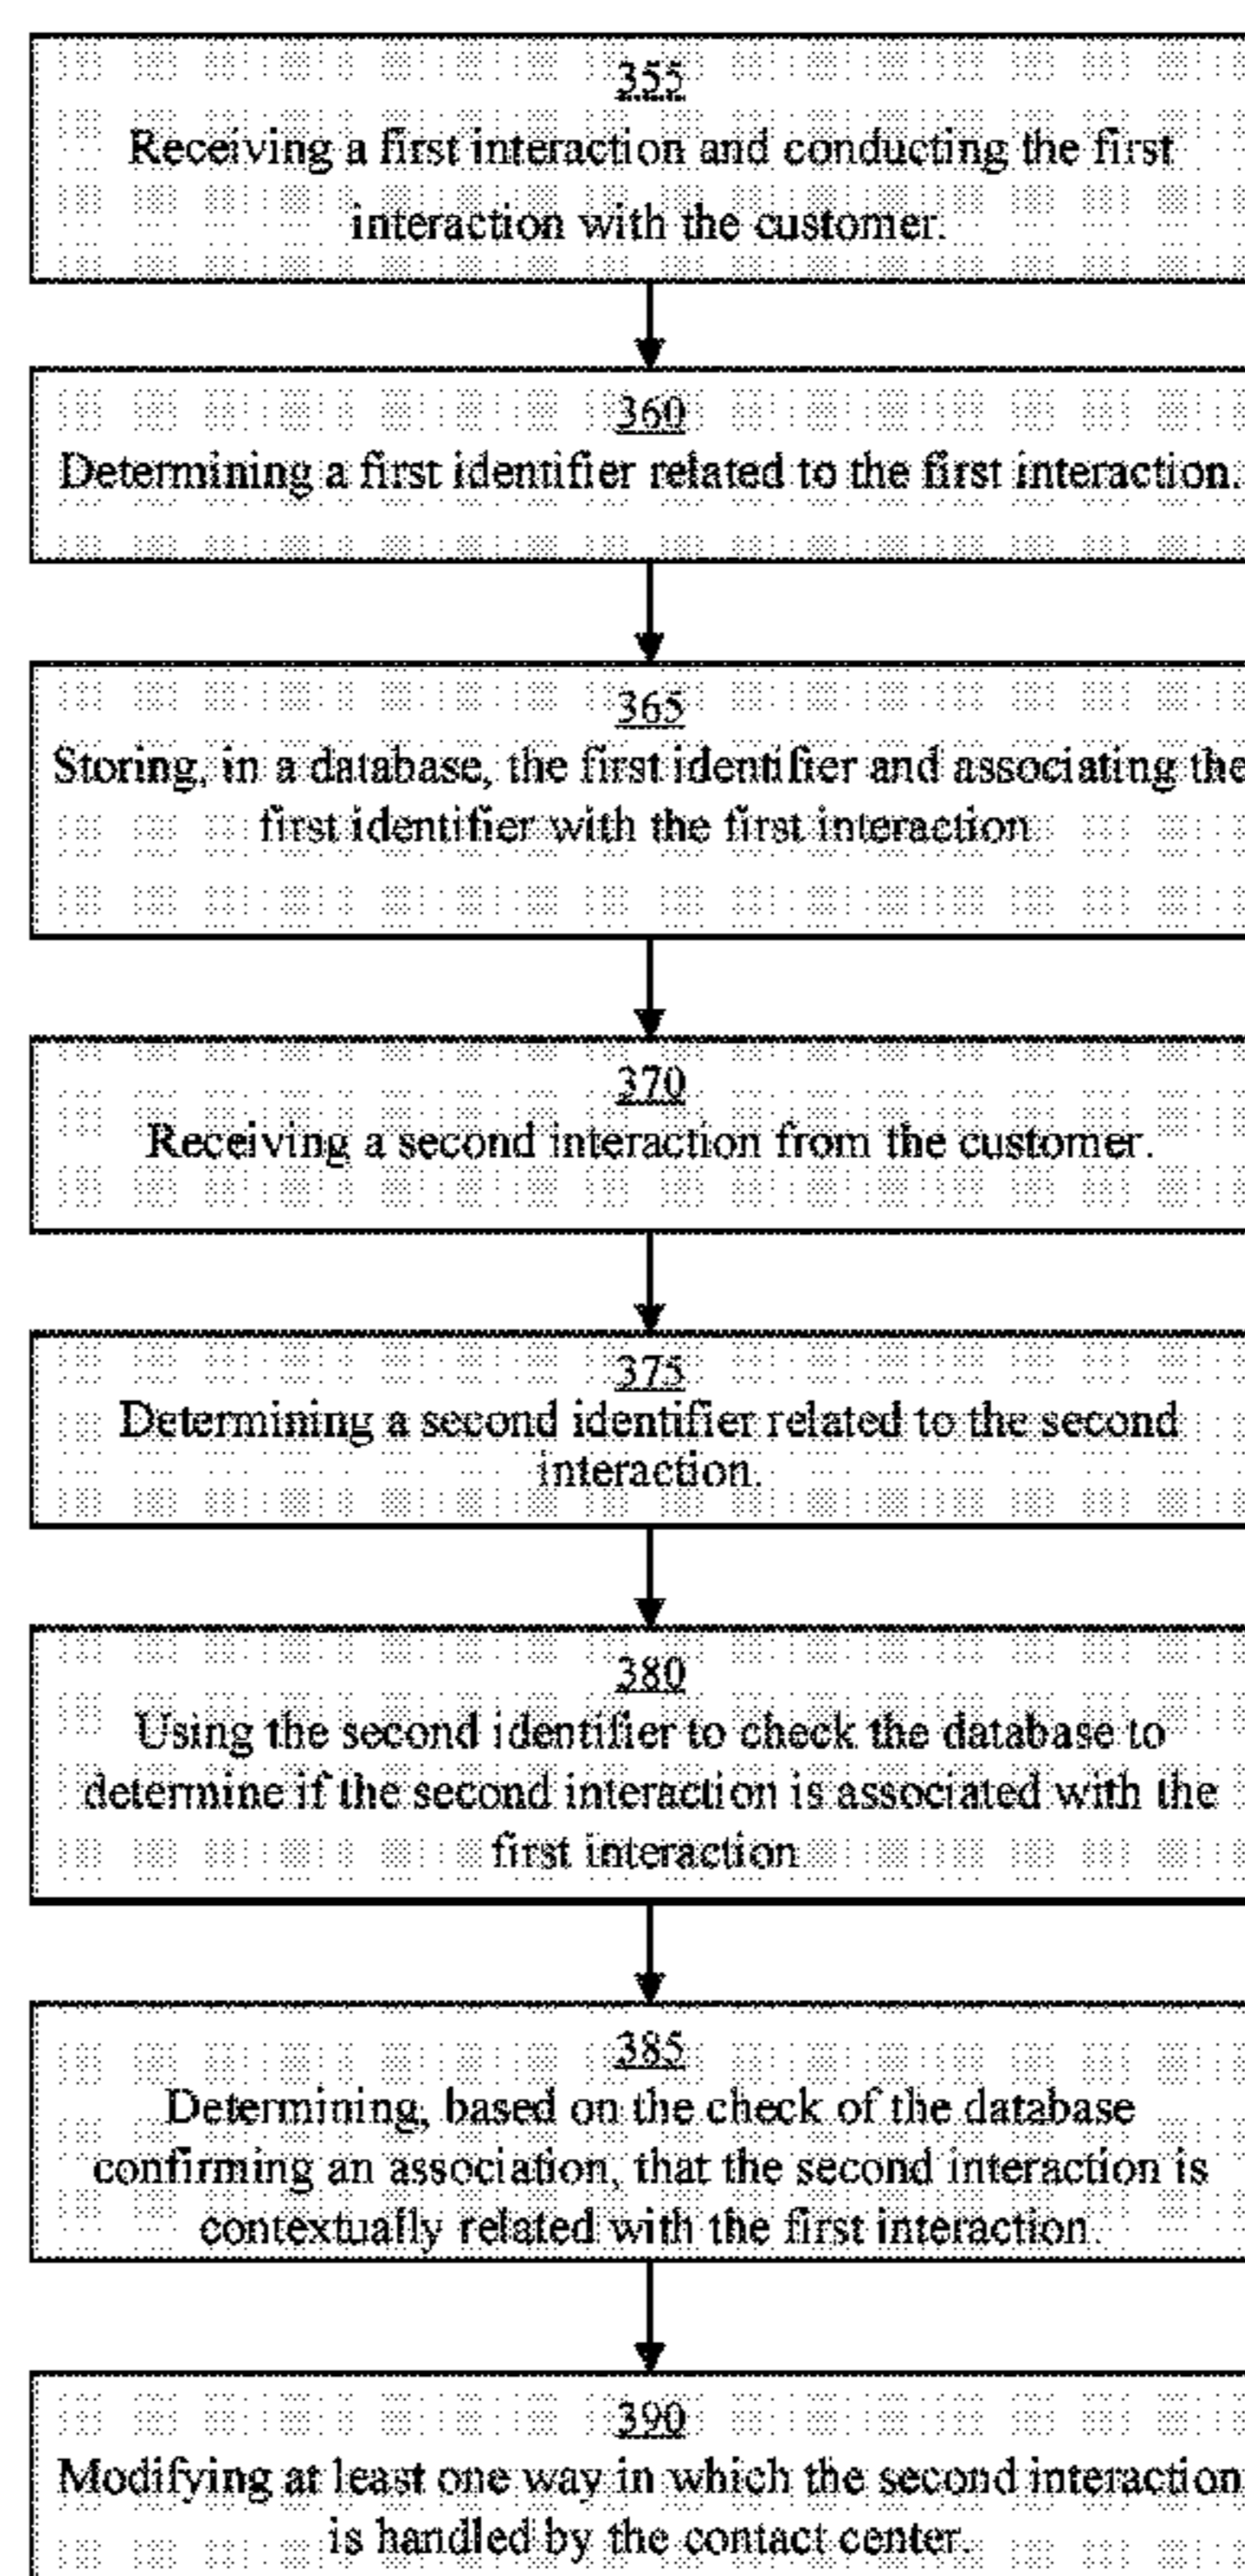 355
Receiving a first interaction and conducting the first
interaction with the customer.
360
Determining a first identifier related to the first interaction.
365
Storing, in a database, the first identifier and associating the
first identifier with the first interaction
370
Receiving a second interaction from the customer.
375
Determining a second identifier related to the second
interaction.
380
Using the second identifier to check the database to
determine if the second interaction is associated with the
first interaction
385
Determining, based on the check of the database
confirming an association, that the second interaction is
contextually related with the first interaction.
390
Modifying at least one way in which the second interaction
is handled by the contact center.